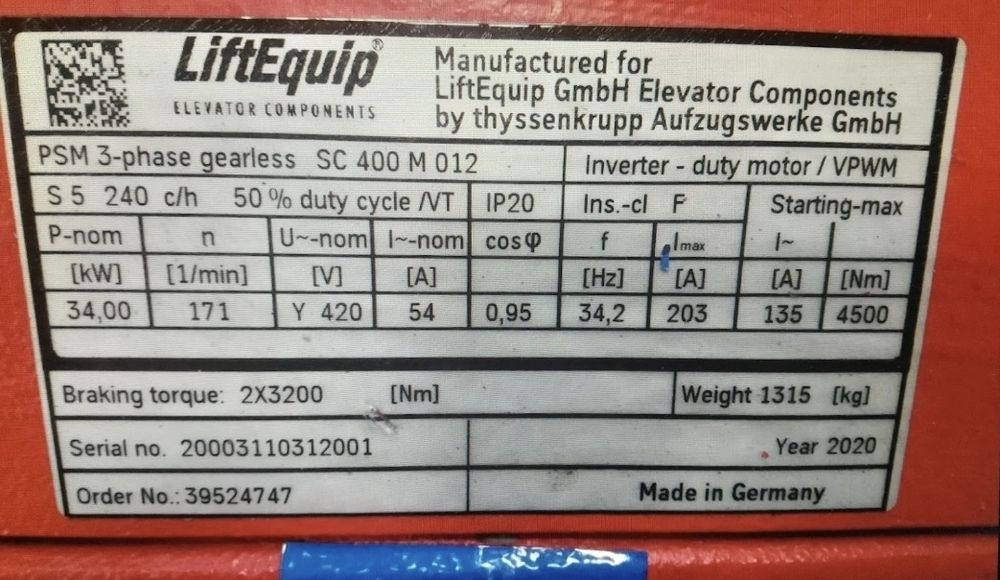 LiftEquip®
ELEVATOR COMPONENTS
Manufactured for
LiftEquip GmbH Elevator Components
by thyssenkrupp Aufzugswerke GmbH
PSM 3-phase gearless SC 400 M 012 Inverter - duty motor / VPWM
S 5 240 c/h 50 % duty cycle /VT IP20 Ins.-cl F Starting-max
P-nom n U~-nom I~-nom cosφ f Imax I~
[kW] [1/min] [V] [A] [Hz] [A] [A] [Nm]
34,00 171 Y 420 54 0,95 34,2 203 135 4500
Braking torque: 2X3200 [Nm] Weight 1315 [kg]
Serial no. 20003110312001 Year 2020
Order No.: 39524747 Made in Germany